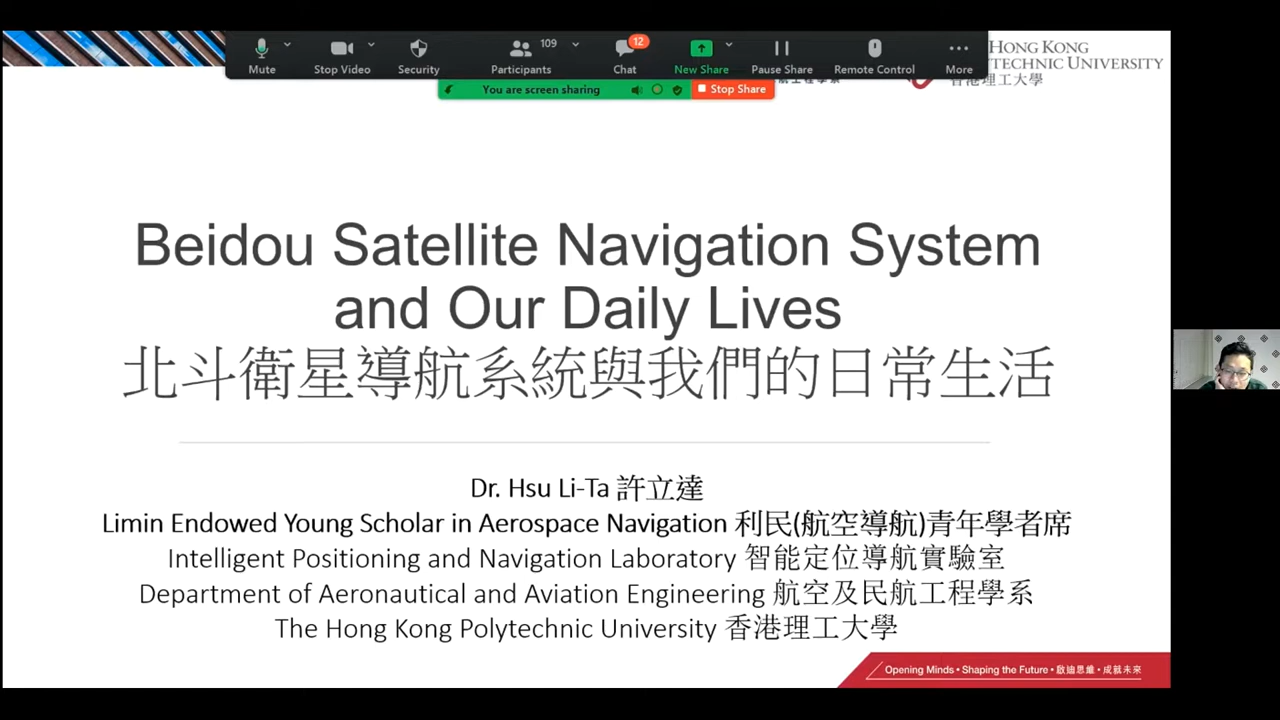 109
12
Mute
Stop Video
Security
Participants
Chat
New Share
Pause Share
Remote Control
More
You are screen sharing
Stop Share
HONG KONG
YTECHNIC UNIVERSITY
香港理工大學
Beidou Satellite Navigation System
and Our Daily Lives
北斗衛星導航系統與我們的日常生活
Dr. Hsu Li-Ta 許立達
Limin Endowed Young Scholar in Aerospace Navigation 利民(航空導航)青年學者席
Intelligent Positioning and Navigation Laboratory 智能定位導航實驗室
Department of Aeronautical and Aviation Engineering 航空及民航工程學系
The Hong Kong Polytechnic University 香港理工大學
Opening Minds • Shaping the Future • 啟迪思維 • 成就未來